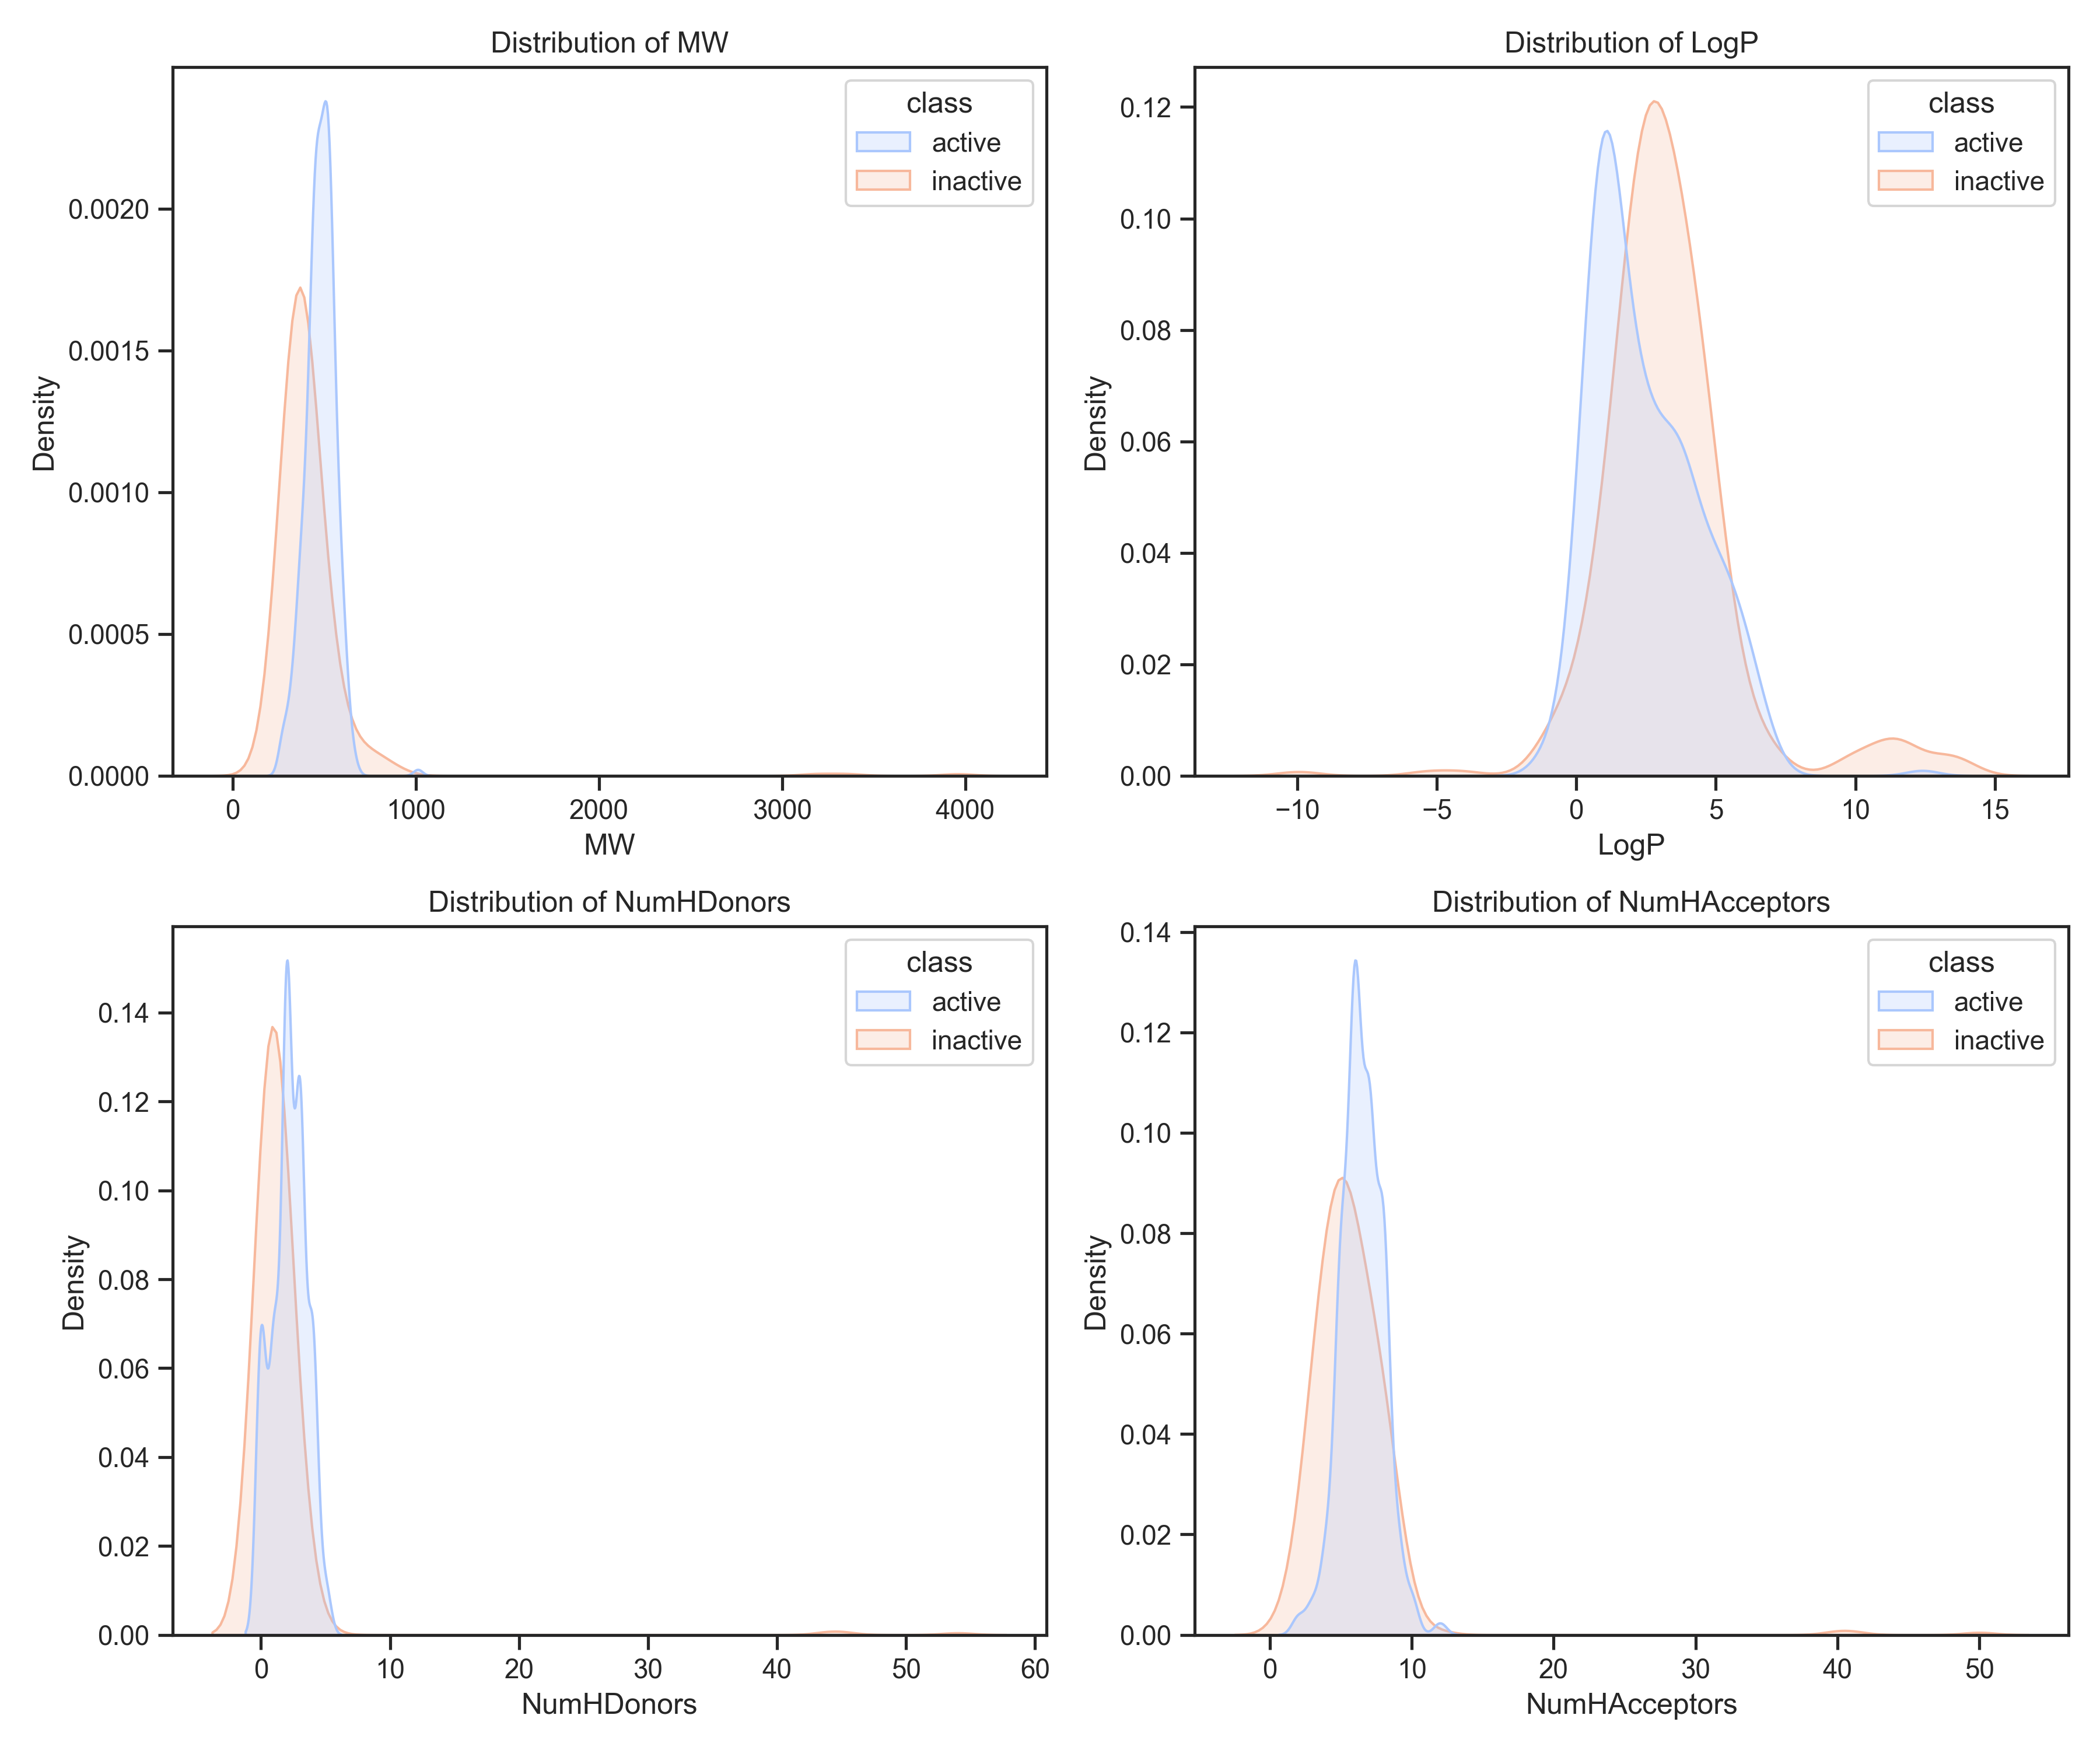 Distribution of MW
class
active
inactive
0.0020
0.0015
0.0010
0.0005
0.0000
Density
0 1000 2000 3000 4000
MW
Distribution of LogP
class
active
inactive
0.12
0.10
0.08
0.06
0.04
0.02
0.00
Density
−10 −5 0 5 10 15
LogP
Distribution of NumHDonors
class
active
inactive
0.14
0.12
0.10
0.08
0.06
0.04
0.02
0.00
Density
0 10 20 30 40 50 60
NumHDonors
Distribution of NumHAcceptors
class
active
inactive
0.14
0.12
0.10
0.08
0.06
0.04
0.02
0.00
Density
0 10 20 30 40 50
NumHAcceptors